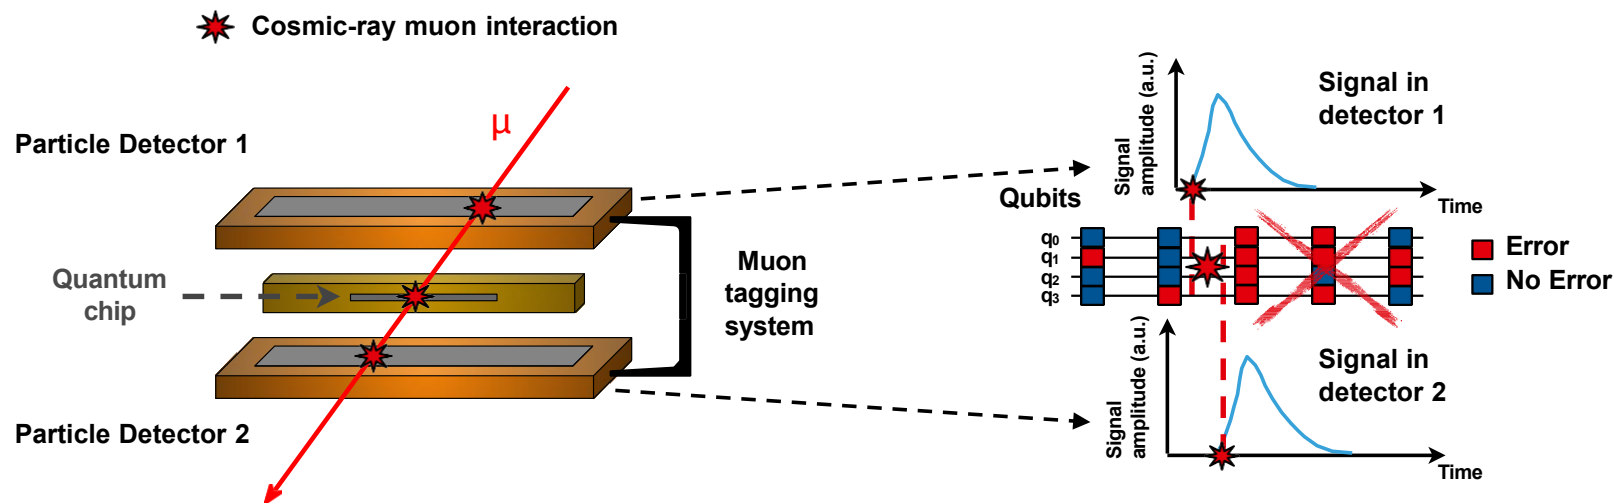 Cosmic-ray muon interaction
μ
Particle Detector 1
Quantum
chip
Muon
tagging
system
Particle Detector 2
Signal
amplitude (a.u.)
Signal in
detector 1
Time
Qubits
q0
q1
q2
q3
Error
No Error
Signal
amplitude (a.u.)
Signal in
detector 2
Time